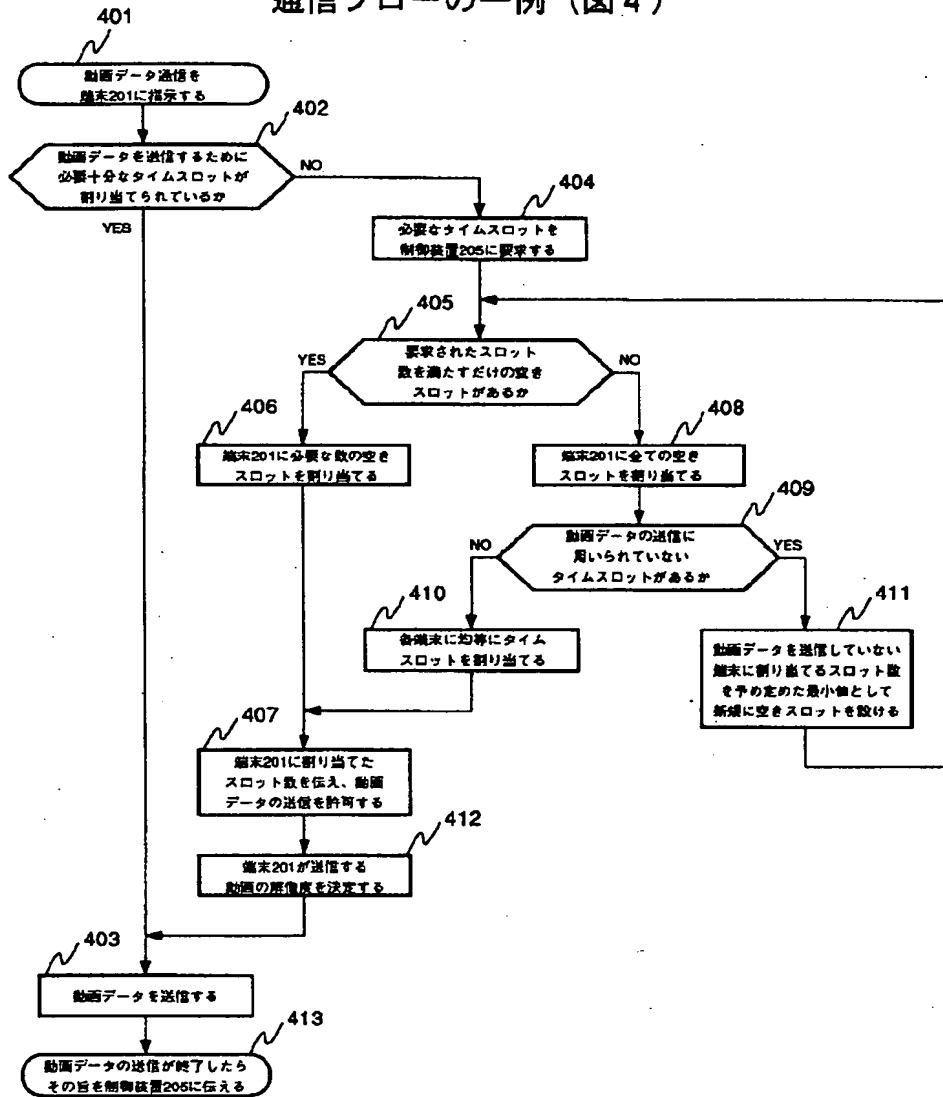 通信フローの一例（図４）
401
動画データ通信を
端末201に指示する
402
動画データを送信するために
必要十分なタイムスロットが
割り当てられているか
NO
YES
404
必要なタイムスロットを
制御装置205に要求する
405
要求されたスロット
数を満たすだけの空き
スロットがあるか
YES
NO
406
端末201に必要な数の空き
スロットを割り当てる
408
端末201に全ての空き
スロットを割り当てる
409
動画データの送信に
用いられていない
タイムスロットがあるか
NO
YES
410
各端末に均等にタイム
スロットを割り当てる
411
動画データを送信していない
端末に割り当てるスロット数
を予め定めた最小値として
新規に空きスロットを設ける
407
端末201に割り当てた
スロット数を伝え、動画
データの送信を許可する
412
端末201が送信する
動画の解像度を決定する
403
動画データを送信する
413
動画データの送信が終了したら
その旨を制御装置205に伝える